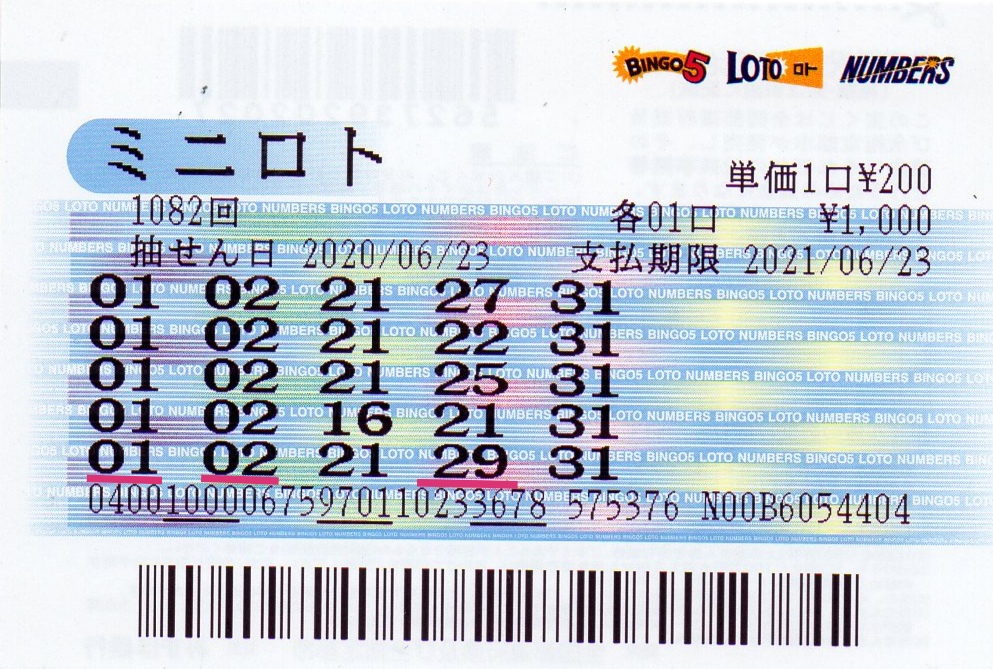 BINGO5 LOTO ロト NUMBERS
ミニロト
単価1口¥200
1082回 各01口 ¥1,000
抽せん日 2020/06/23 支払期限 2021/06/23
01 02 21 27 31
01 02 21 22 31
01 02 21 25 31
01 02 16 21 31
01 02 21 29 31
040010000675970110233678 575376 N00B6054404